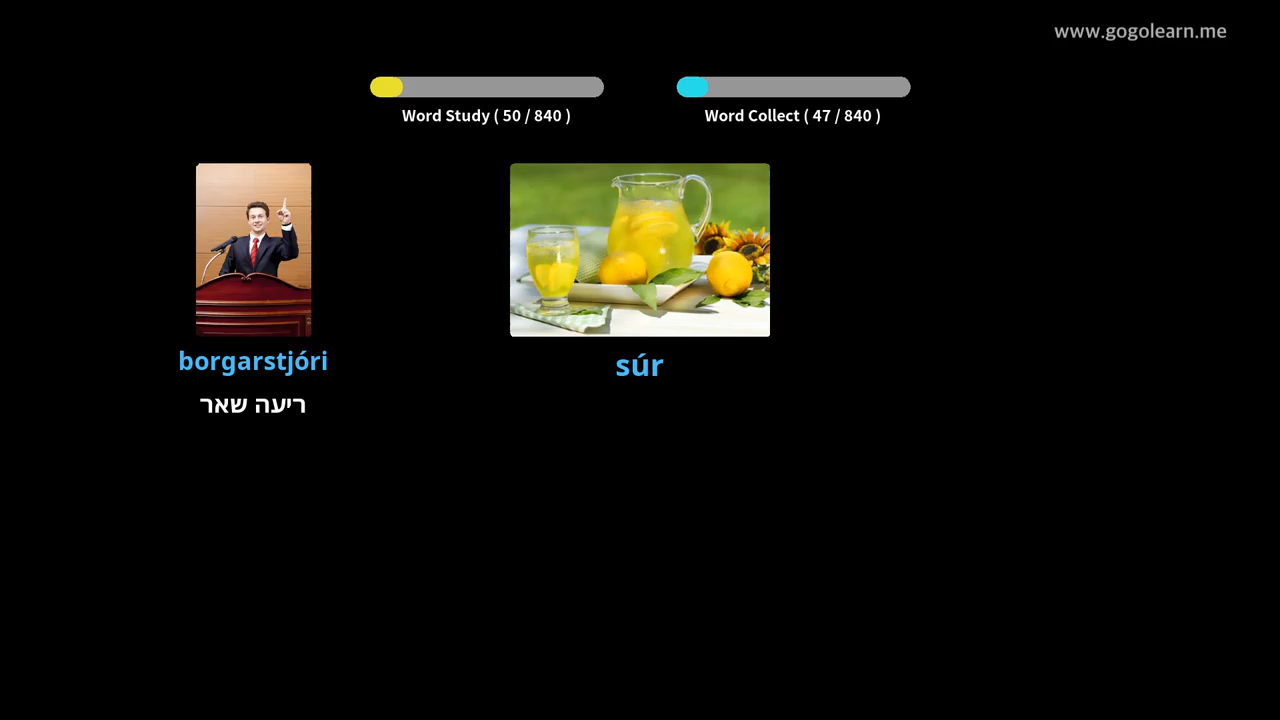 www.gogolearn.me
Word Study ( 50 / 840 )
Word Collect ( 47 / 840 )
borgarstjóri
ריעה שאר
súr